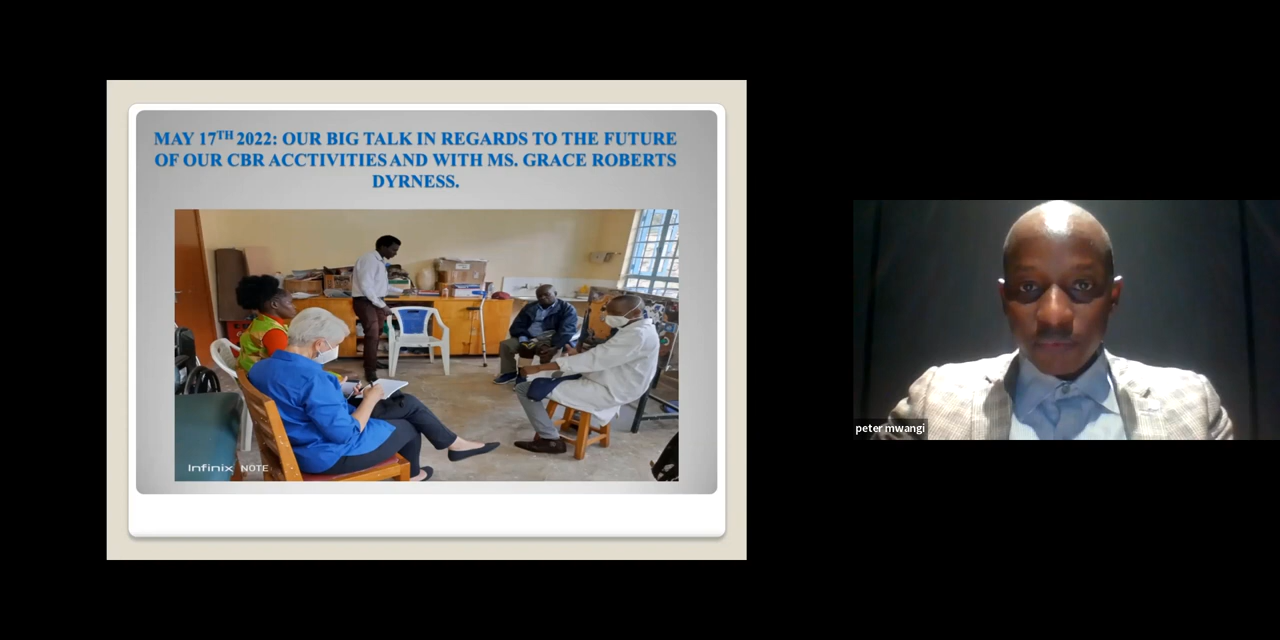 MAY 17TH 2022: OUR BIG TALK IN REGARDS TO THE FUTURE
OF OUR CBR ACCTIVITIES AND WITH MS. GRACE ROBERTS
DYRNESS.
Infinix NOTE
peter mwangi